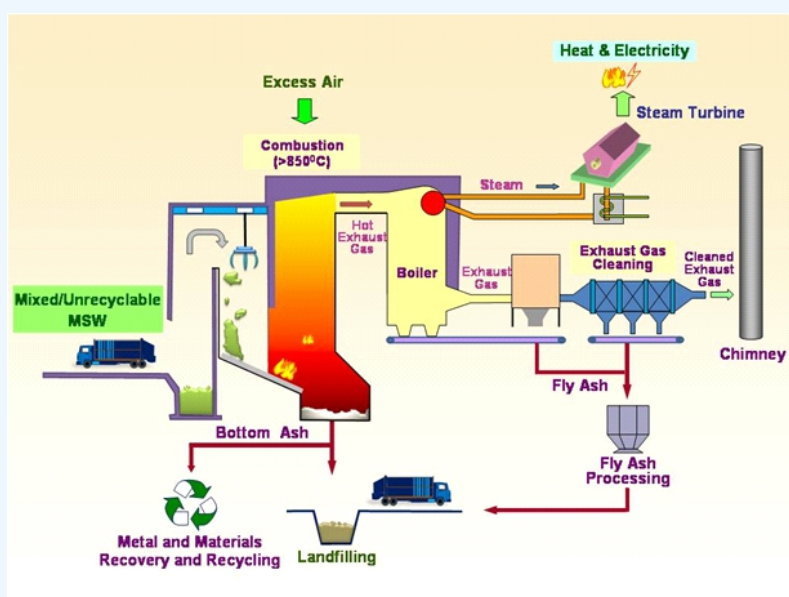 Heat & Electricity
Excess Air
Steam Turbine
Combustion
(>850⁰C)
Steam
Hot
Exhaust
Gas
Boiler
Exhaust
Gas
Exhaust Gas
Cleaning
Cleaned
Exhaust
Gas
Mixed/Unrecyclable
MSW
Chimney
Fly Ash
Bottom Ash
Fly Ash
Processing
Metal and Materials
Recovery and Recycling
Landfilling